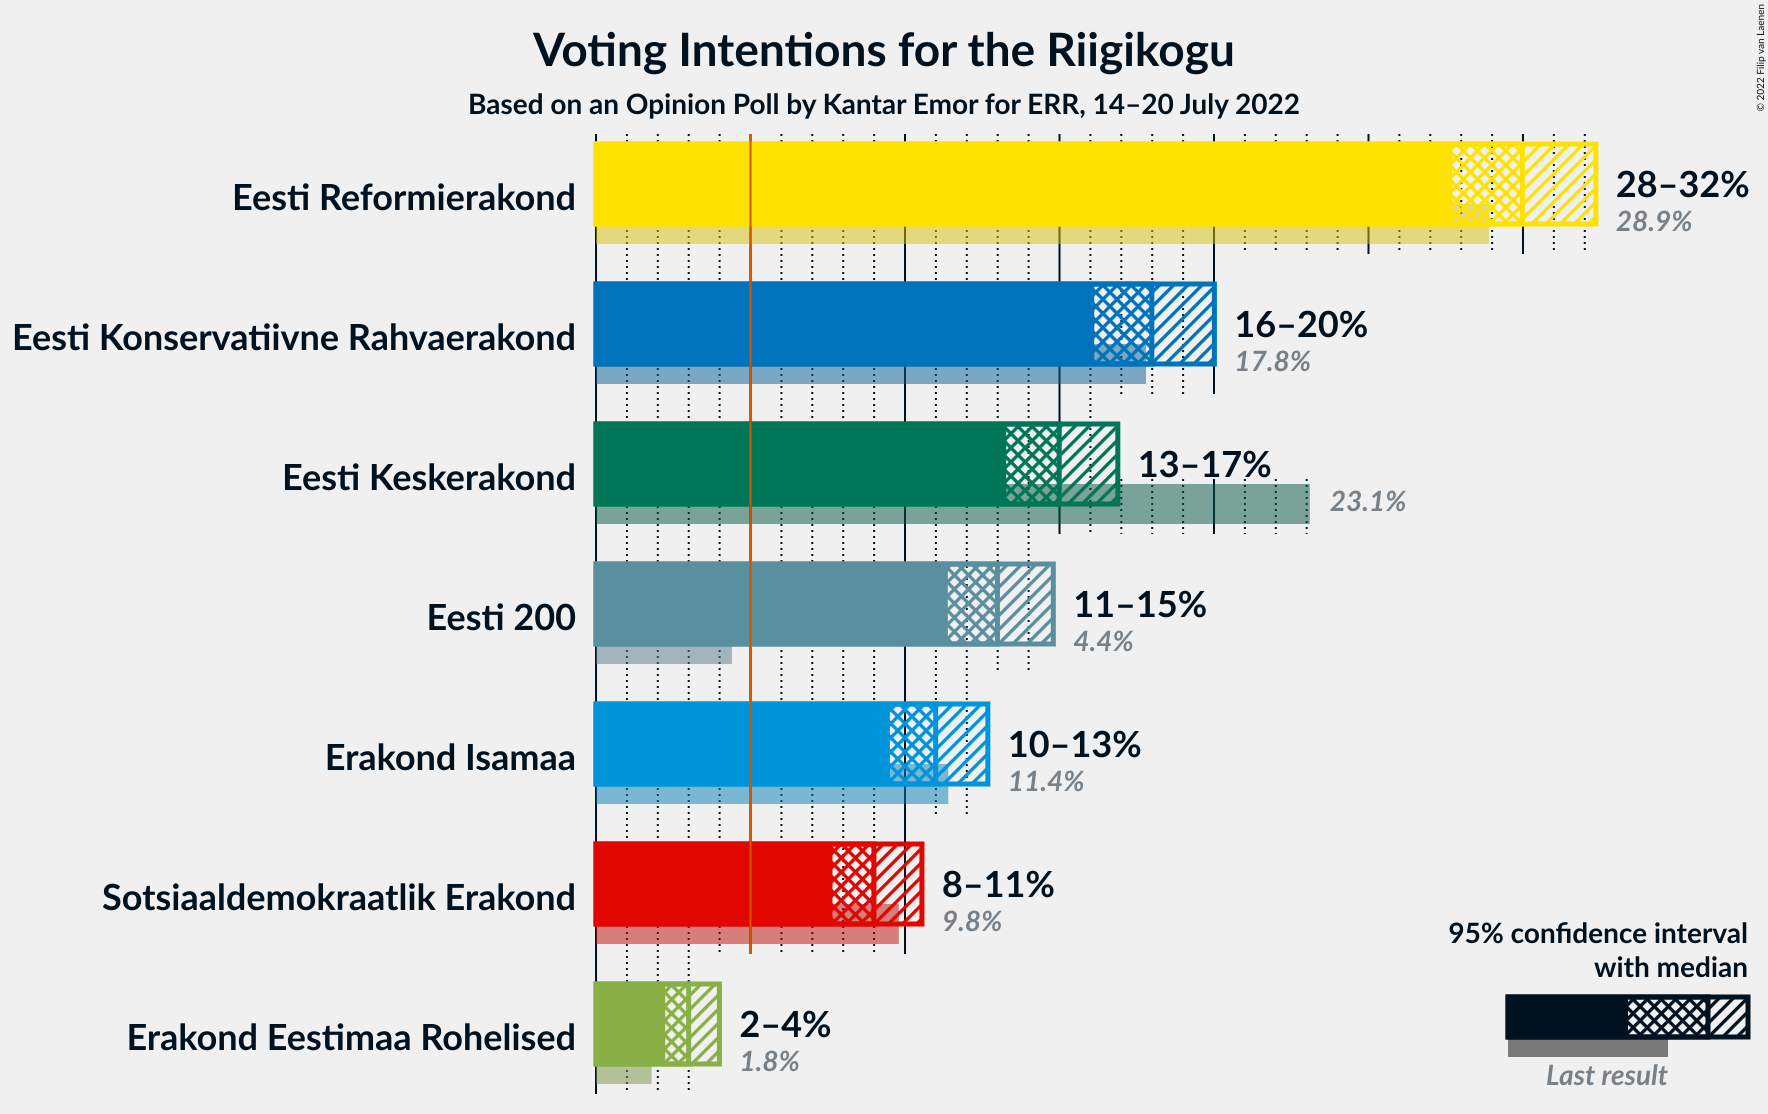 Voting Intentions for the Riigikogu
Based on an Opinion Poll by Kantar Emor for ERR, 14–20 July 2022
© 2022 Filip van Laenen
Eesti Reformierakond
28–32%
28.9%
Eesti Konservatiivne Rahvaerakond
16–20%
17.8%
Eesti Keskerakond
13–17%
23.1%
Eesti 200
11–15%
4.4%
Erakond Isamaa
10–13%
11.4%
Sotsiaaldemokraatlik Erakond
8–11%
9.8%
Erakond Eestimaa Rohelised
2–4%
1.8%
95% confidence interval
with median
Last result